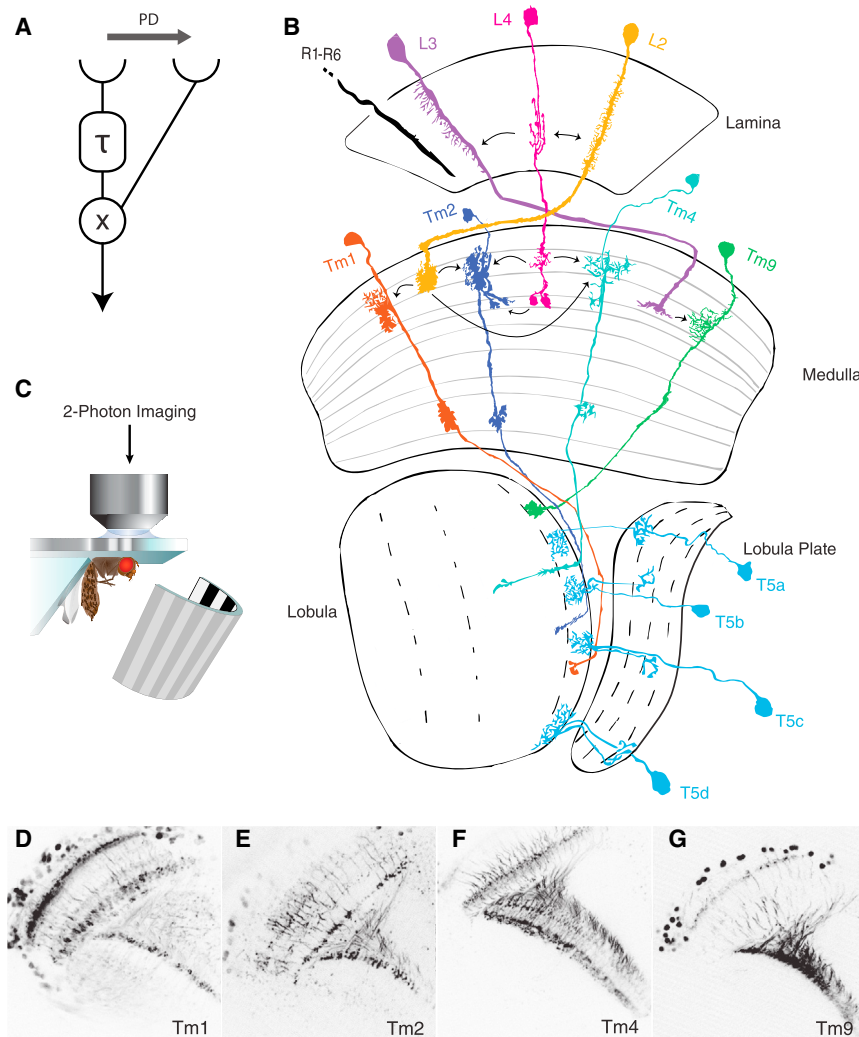 A
PD
τ
X
B
R1-R6
L3
L4
L2
Lamina
Tm1
Tm2
Tm4
Tm9
Medulla
C
2-Photon Imaging
Lobula
Lobula Plate
T5a
T5b
T5c
T5d
D
Tm1
E
Tm2
F
Tm4
G
Tm9